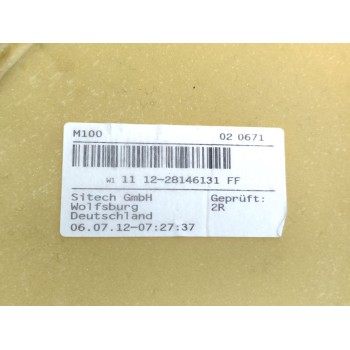 M100 02 0671
W1 11 12-28146131 FF
Sitech GmbH Geprüft:
Wolfsburg 2R
Deutschland
06.07.12-07:27:37